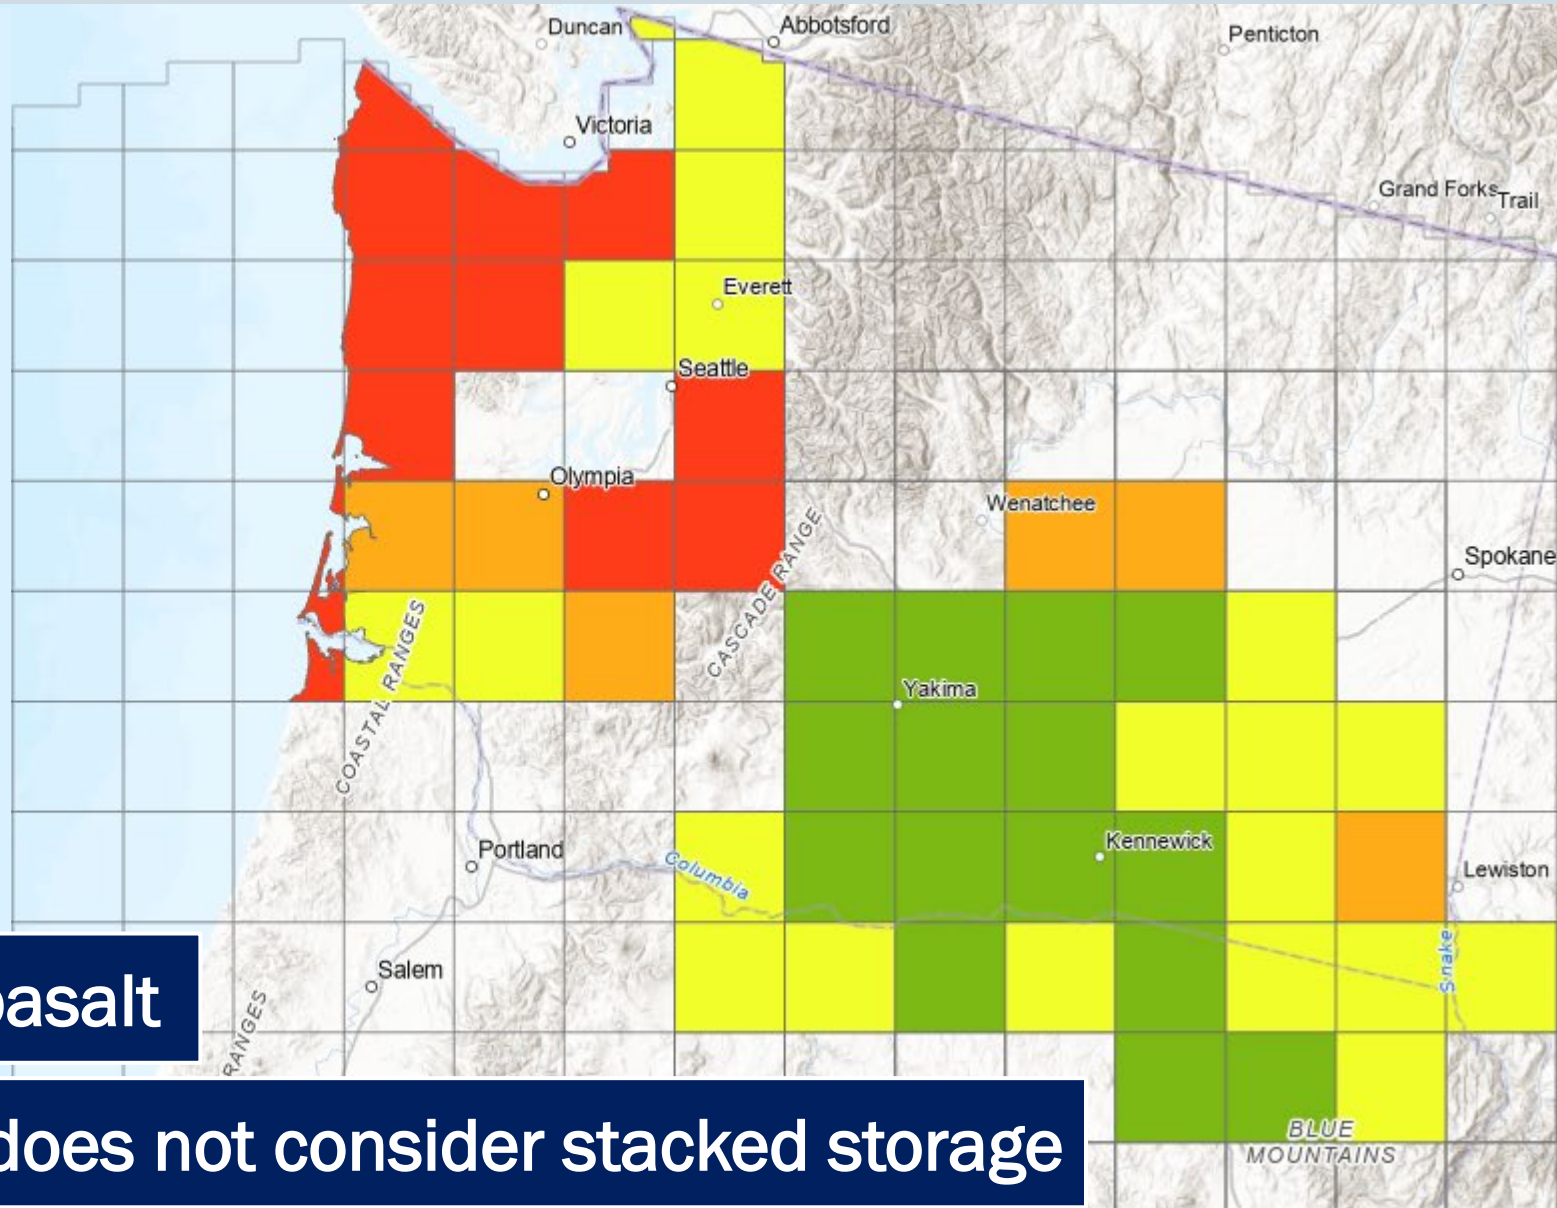 Duncan
Abbotsford
Penticton
Victoria
Grand Forks
Trail
Everett
Seattle
Olympia
Wenatchee
Spokane
CASCADE RANGE
COASTAL RANGES
Yakima
Portland
Columbia
Kennewick
Lewiston
Salem
Snake
basalt
RANGES
does not consider stacked storage
BLUE
MOUNTAINS